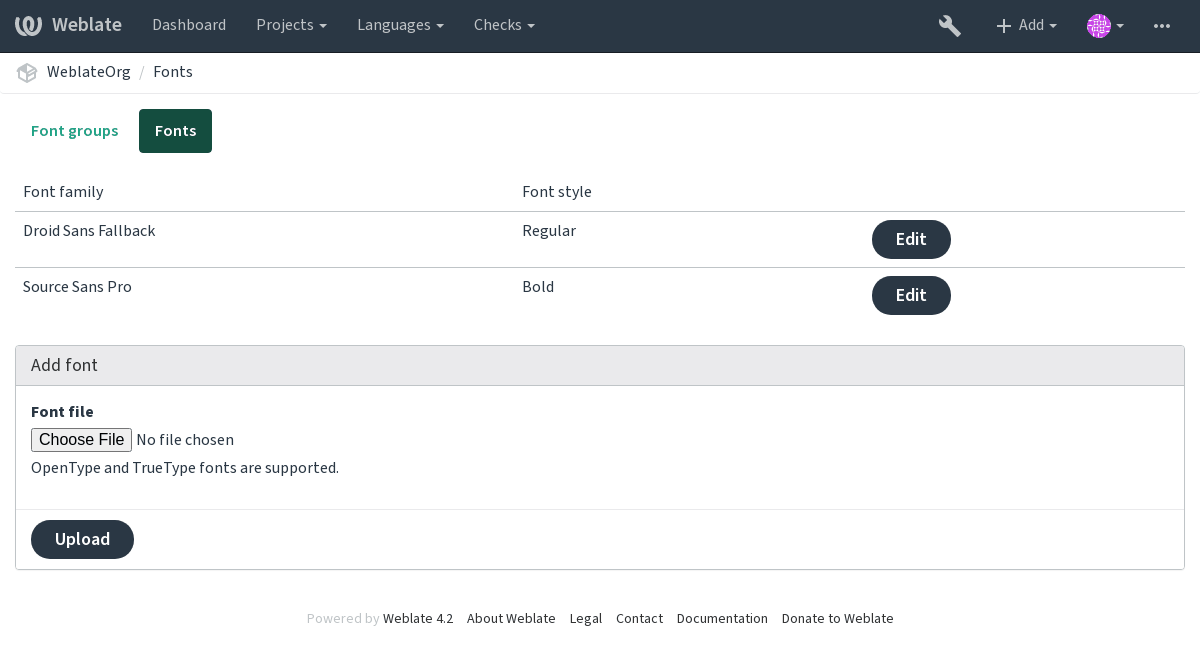 Weblate Dashboard Projects Languages Checks Add
WeblateOrg / Fonts
Font groups Fonts
Font family Font style
Droid Sans Fallback Regular Edit
Source Sans Pro Bold Edit
Add font
Font file
Choose File No file chosen
OpenType and TrueType fonts are supported.
Upload
Powered by Weblate 4.2 About Weblate Legal Contact Documentation Donate to Weblate